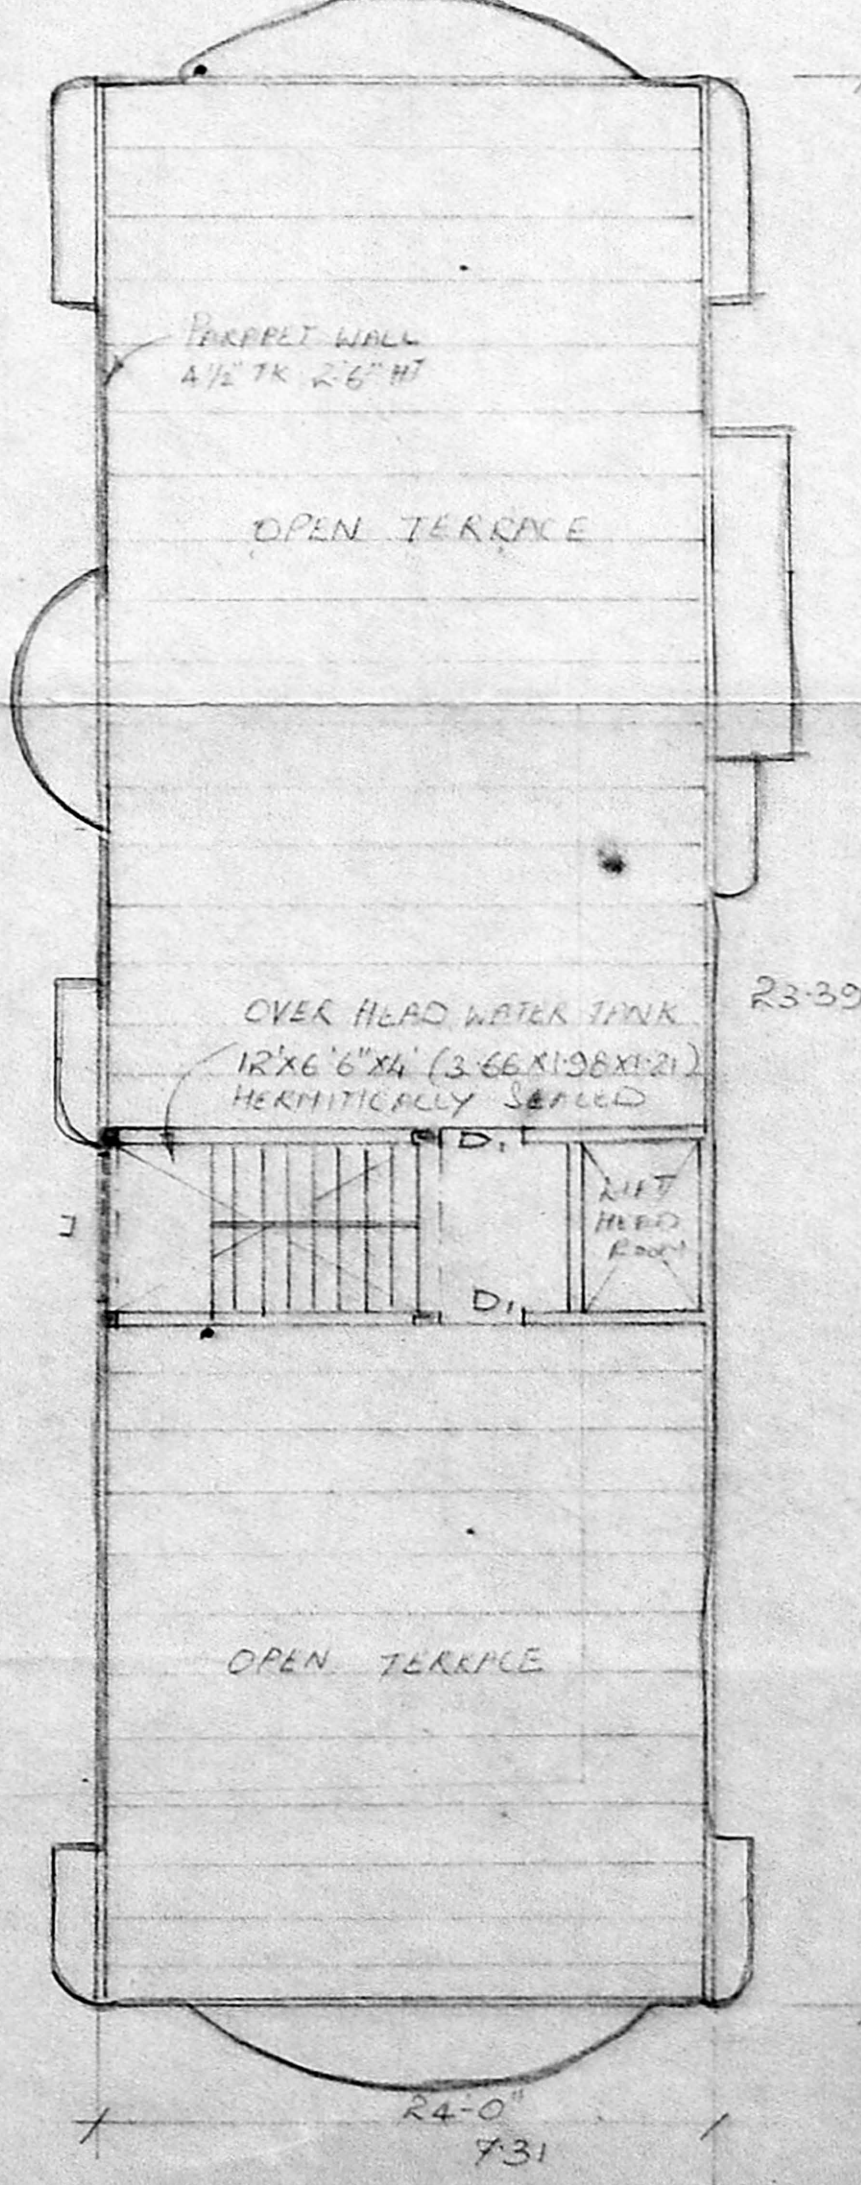 PARAPET WALL
4½" TK 2'6" HT
OPEN TERRACE
23.39
OVER HEAD WATER TANK
12'X6'6"X4' (3.66X1.98X1.21)
HERMITICALLY SEALED
D1
LIFT
HEAD
ROOM
D1
OPEN TERRACE
24'-0"
7.31